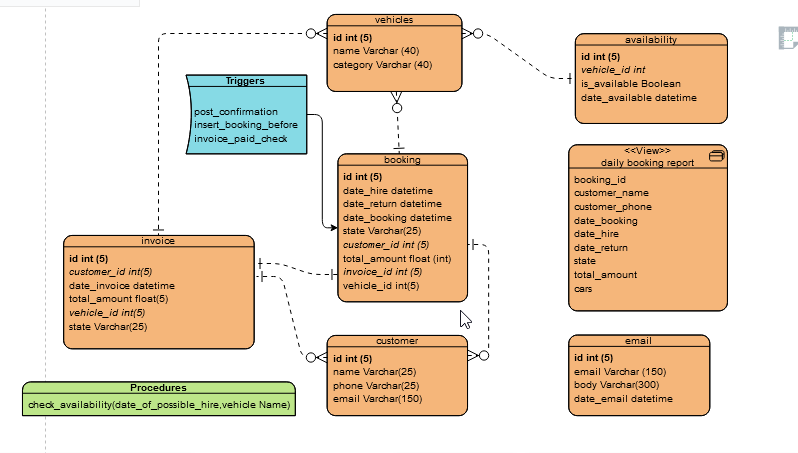 vehicles
id int (5)
name Varchar (40)
category Varchar (40)
availability
id int (5)
vehicle_id int
is_available Boolean
date_available datetime
Triggers
post_confirmation
insert_booking_before
invoice_paid_check
booking
id int (5)
date_hire datetime
date_return datetime
date_booking datetime
state Varchar(25)
customer_id int (5)
total_amount float (int)
invoice_id int (5)
vehicle_id int(5)
<<View>>
daily booking report
booking_id
customer_name
customer_phone
date_booking
date_hire
date_return
state
total_amount
cars
invoice
id int (5)
customer_id int(5)
date_invoice datetime
total_amount float(5)
vehicle_id int(5)
state Varchar(25)
customer
id int (5)
name Varchar(25)
phone Varchar(25)
email Varchar(150)
email
id int (5)
email Varchar (150)
body Varchar(300)
date_email datetime
Procedures
check_availability(date_of_possible_hire,vehicle Name)